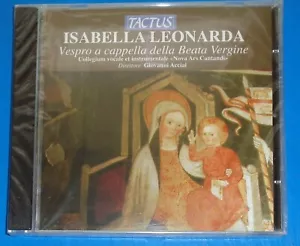 TACTUS
ISABELLA LEONARDA
Vespro a cappella della Beata Vergine
Collegium vocale et instrumentale «Nova Ars Cantandi»
Direttore Giovanni Acciai